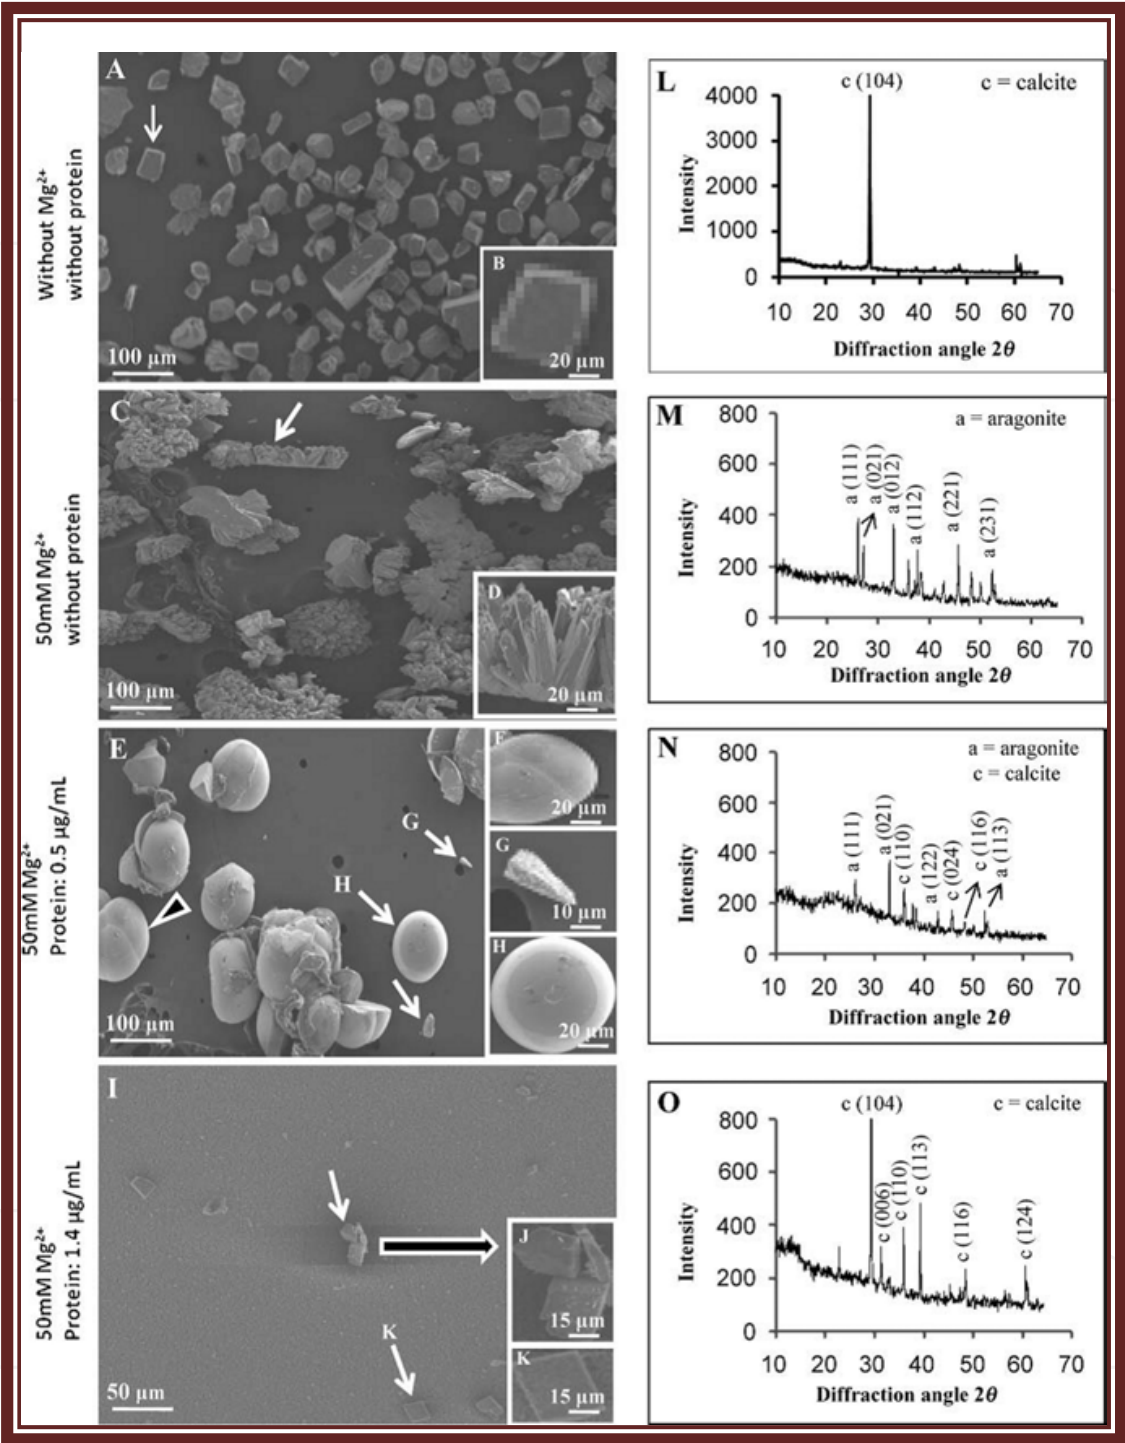 Without Mg²⁺
without protein
A
B
100 µm
20 µm
L
c (104)
c = calcite
4000
3000
2000
1000
0
Intensity
10 20 30 40 50 60 70
Diffraction angle 2θ
50mM Mg²⁺
without protein
C
D
100 µm
20 µm
M
a = aragonite
800
600
400
200
0
Intensity
a (111)
a (021)
a (012)
a (112)
a (221)
a (231)
10 20 30 40 50 60 70
Diffraction angle 2θ
50mM Mg²⁺
Protein: 0.5 µg/mL
E
G
H
100 µm
F
20 µm
G
10 µm
H
20 µm
N
a = aragonite
c = calcite
800
600
400
200
0
Intensity
a (111)
a (021)
c (110)
a (122)
c (024)
c (116)
a (113)
10 20 30 40 50 60 70
Diffraction angle 2θ
50mM Mg²⁺
Protein: 1.4 µg/mL
I
K
50 µm
J
15 µm
K
15 µm
O
c (104)
c = calcite
800
600
400
200
0
Intensity
c (006)
c (110)
c (113)
c (116)
c (124)
10 20 30 40 50 60 70
Diffraction angle 2θ